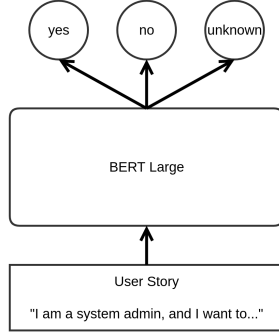 yes no unknown
BERT Large
User Story
"I am a system admin, and I want to..."